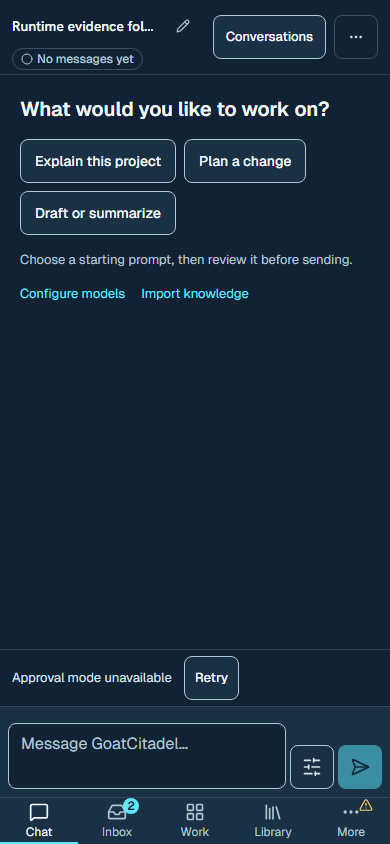 Runtime evidence fol...
Conversations
No messages yet
What would you like to work on?
Explain this project
Plan a change
Draft or summarize
Choose a starting prompt, then review it before sending.
Configure models
Import knowledge
Approval mode unavailable
Retry
Message GoatCitadel...
2
Chat
Inbox
Work
Library
More